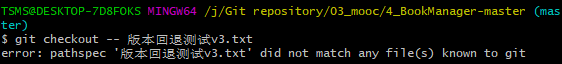 TSMS@DESKTOP-7D8FOKS MINGW64 /j/Git repository/03_mooc/4_BookManager-master (mas
ter)
$ git checkout -- 版本回退测试v3.txt
error: pathspec '版本回退测试v3.txt' did not match any file(s) known to git